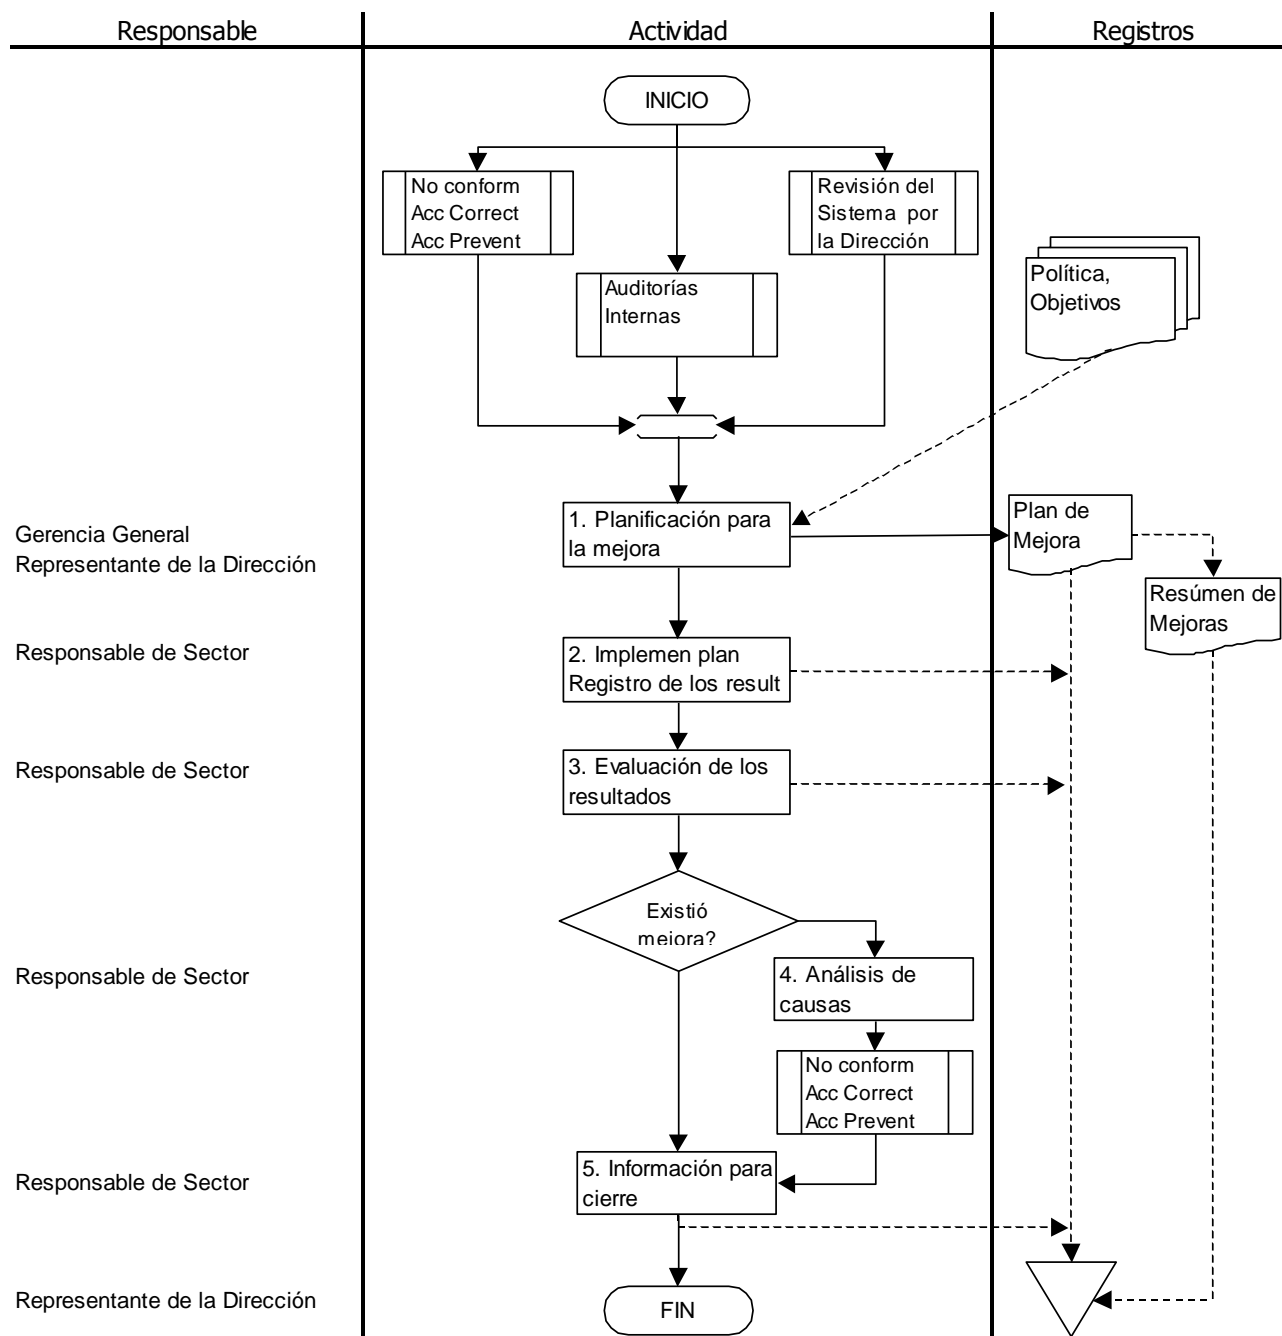 Responsable
Actividad
Registros
INICIO
No conform
Acc Correct
Acc Prevent
Revisión del
Sistema por
la Dirección
Auditorías
Internas
Política,
Objetivos
Gerencia General
Representante de la Dirección
1. Planificación para
la mejora
Plan de
Mejora
Resúmen de
Mejoras
Responsable de Sector
2. Implemen plan
Registro de los result
Responsable de Sector
3. Evaluación de los
resultados
Existió
mejora?
Responsable de Sector
4. Análisis de
causas
No conform
Acc Correct
Acc Prevent
Responsable de Sector
5. Información para
cierre
Representante de la Dirección
FIN